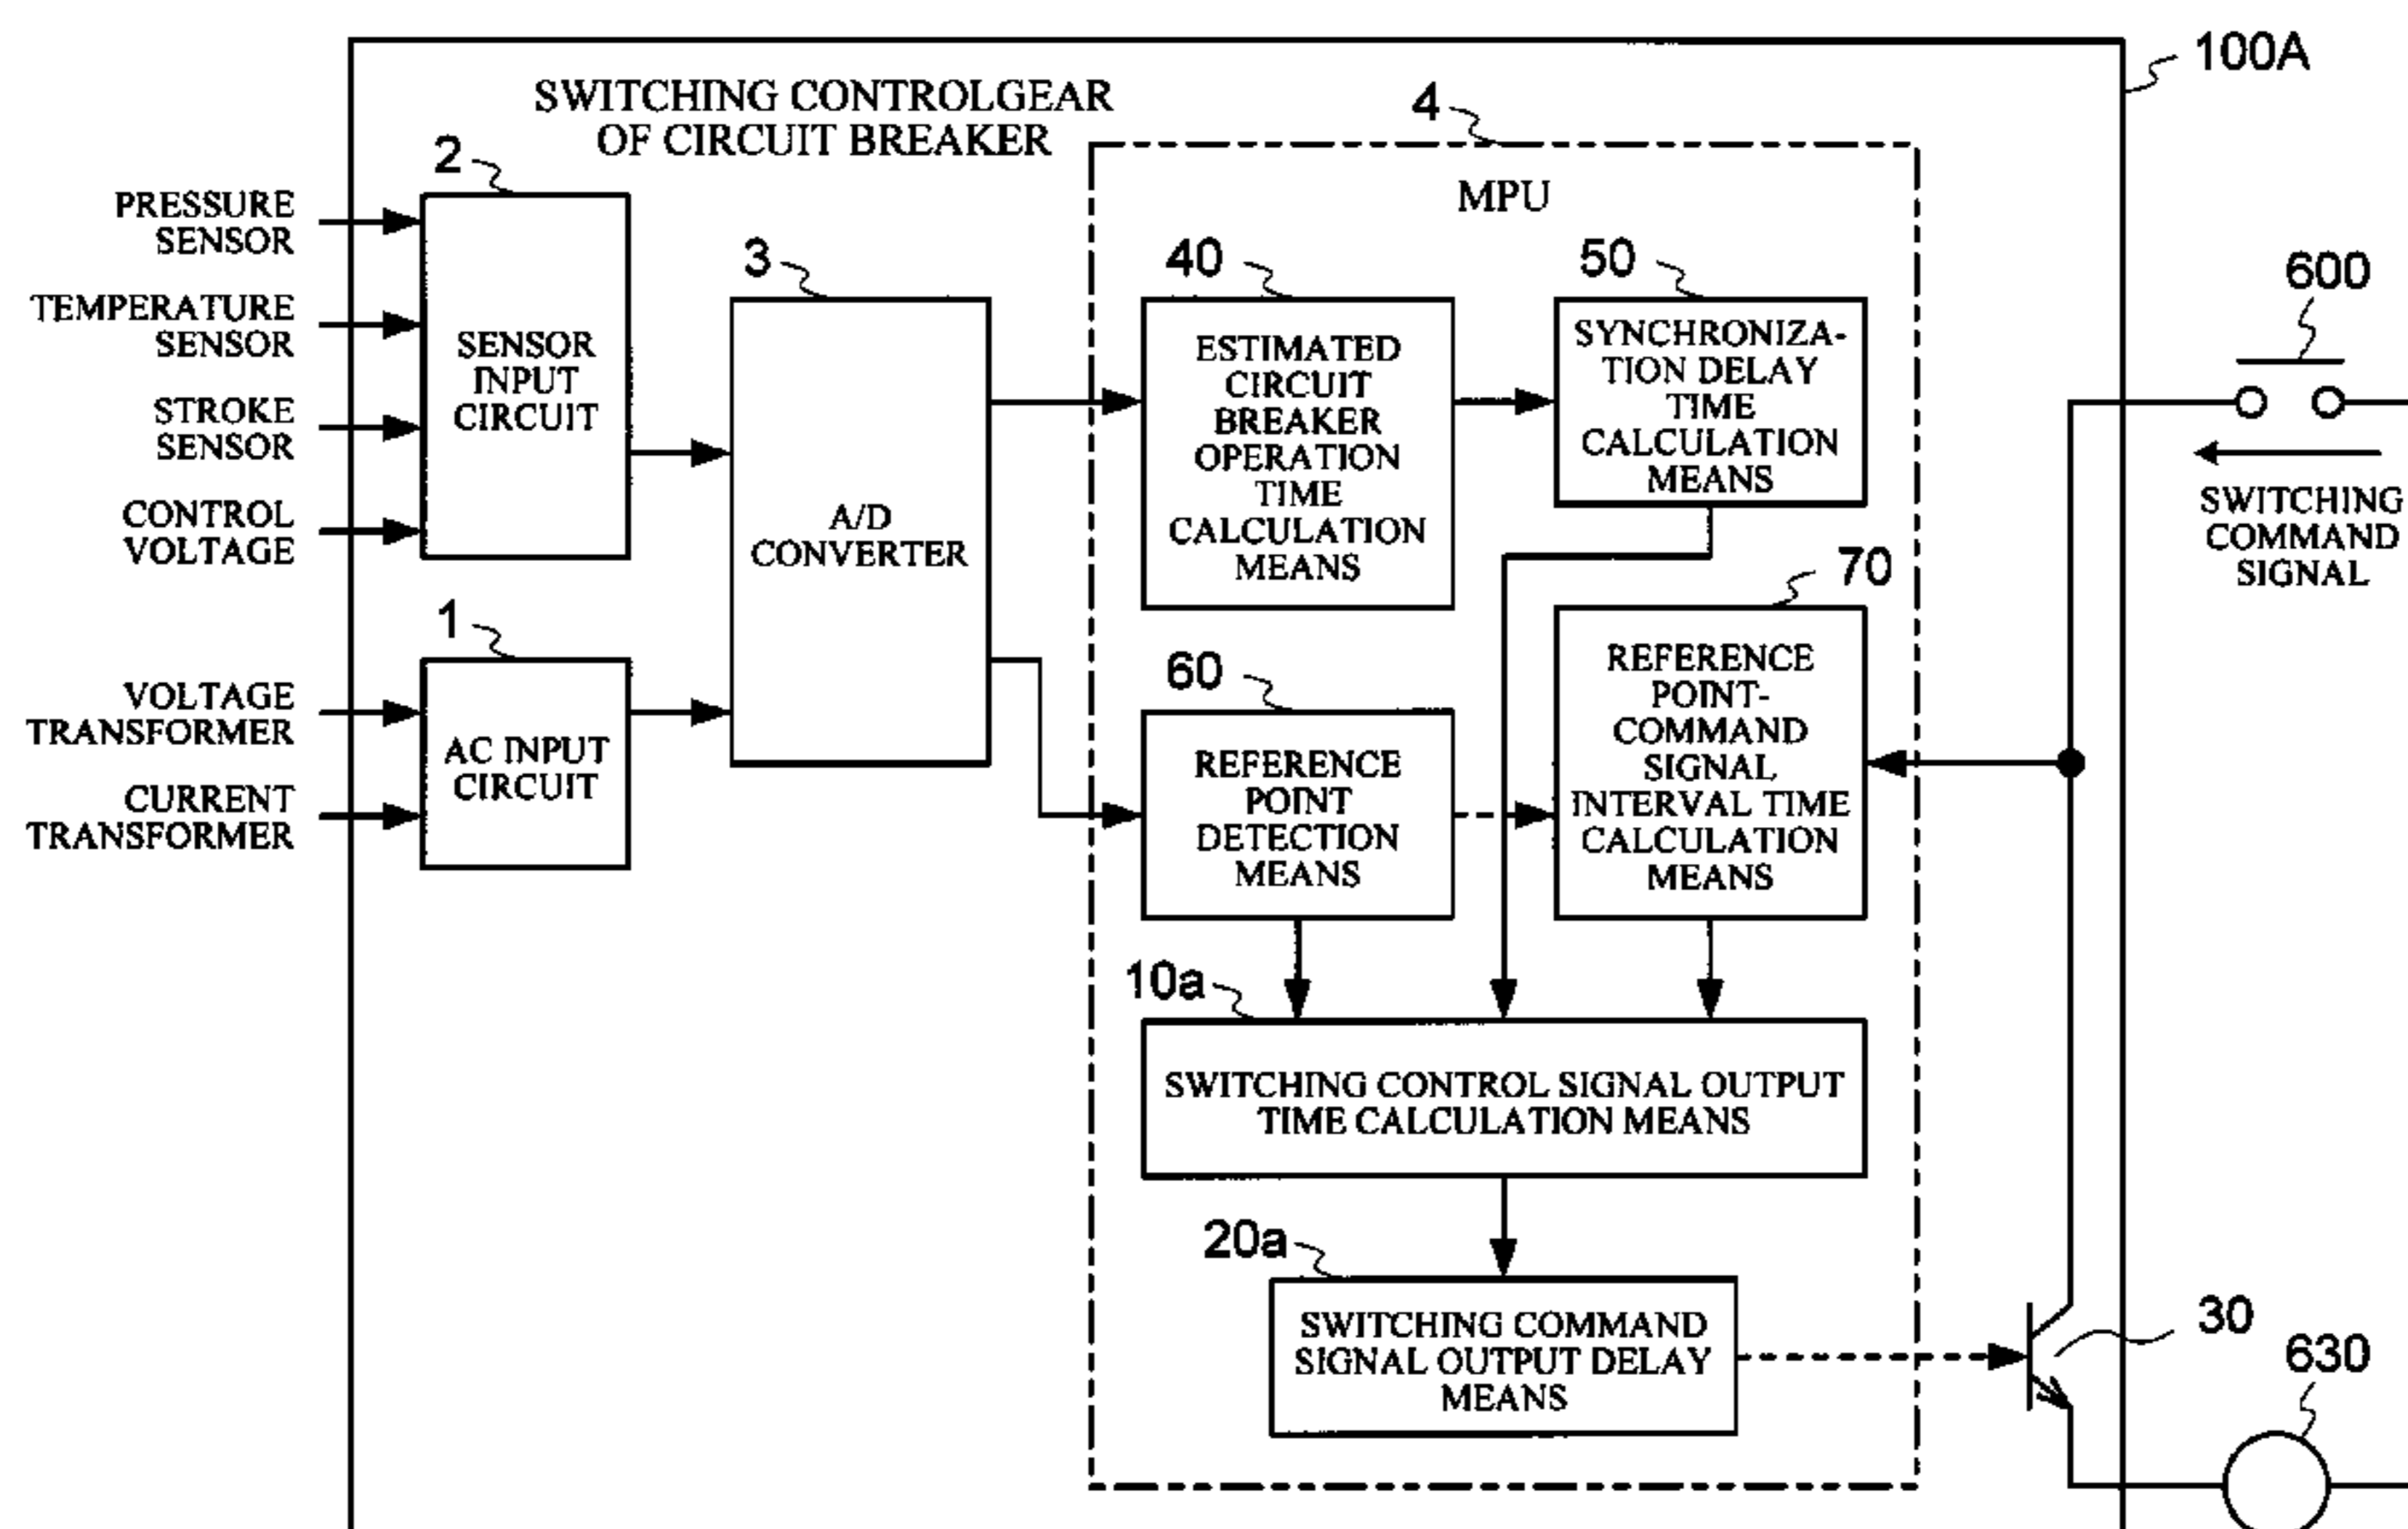 100A
SWITCHING CONTROLGEAR
OF CIRCUIT BREAKER
4
MPU
2
PRESSURE
SENSOR
TEMPERATURE
SENSOR
STROKE
SENSOR
CONTROL
VOLTAGE
SENSOR
INPUT
CIRCUIT
3
A/D
CONVERTER
40
ESTIMATED
CIRCUIT
BREAKER
OPERATION
TIME
CALCULATION
MEANS
50
SYNCHRONIZA-
TION DELAY
TIME
CALCULATION
MEANS
600
SWITCHING
COMMAND
SIGNAL
1
VOLTAGE
TRANSFORMER
CURRENT
TRANSFORMER
AC INPUT
CIRCUIT
60
REFERENCE
POINT
DETECTION
MEANS
70
REFERENCE
POINT-
COMMAND
SIGNAL
INTERVAL TIME
CALCULATION
MEANS
10a
SWITCHING CONTROL SIGNAL OUTPUT
TIME CALCULATION MEANS
20a
SWITCHING COMMAND
SIGNAL OUTPUT DELAY
MEANS
30
630